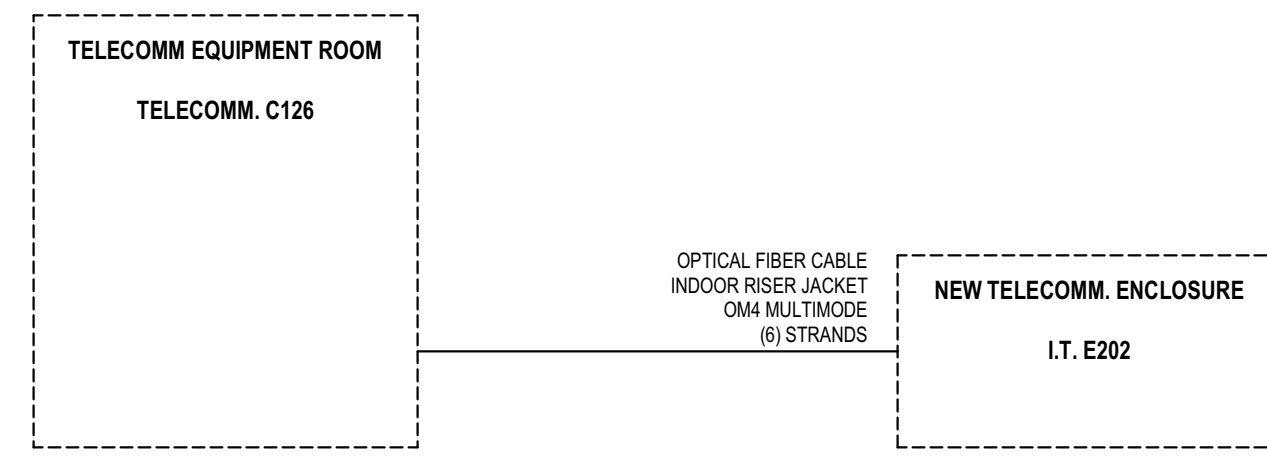 TELECOMM EQUIPMENT ROOM
TELECOMM. C126
OPTICAL FIBER CABLE
INDOOR RISER JACKET
OM4 MULTIMODE
(6) STRANDS
NEW TELECOMM. ENCLOSURE
I.T. E202